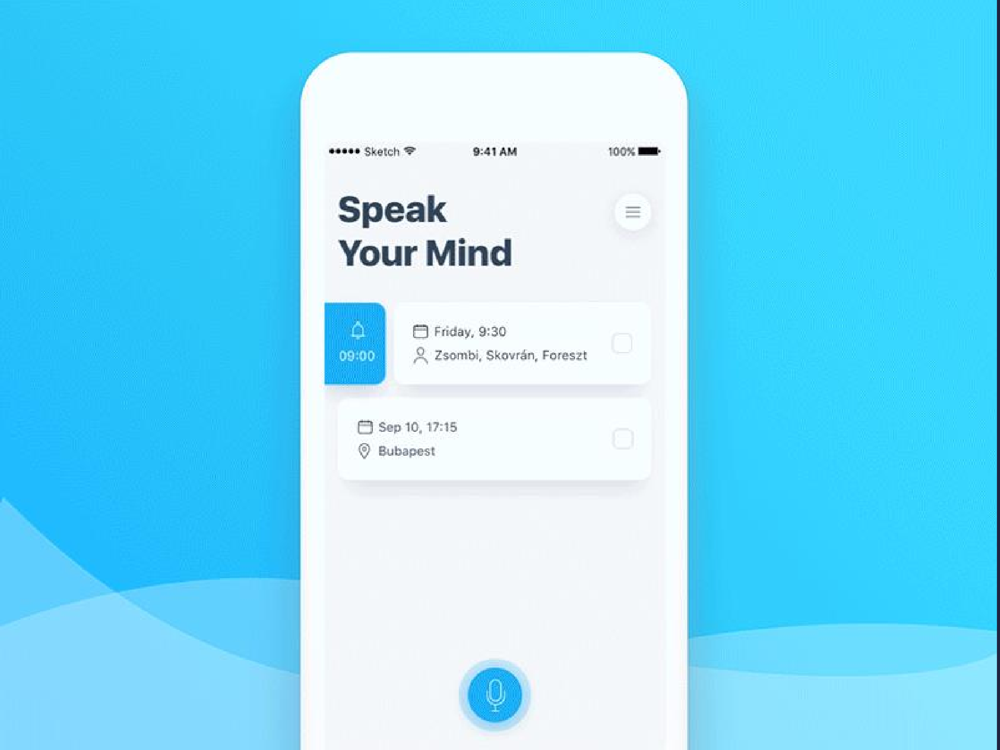 Sketch 9:41 AM 100%
Speak
Your Mind
09:00
Friday, 9:30
Zsombi, Skovrán, Foreszt
Sep 10, 17:15
Bubapest